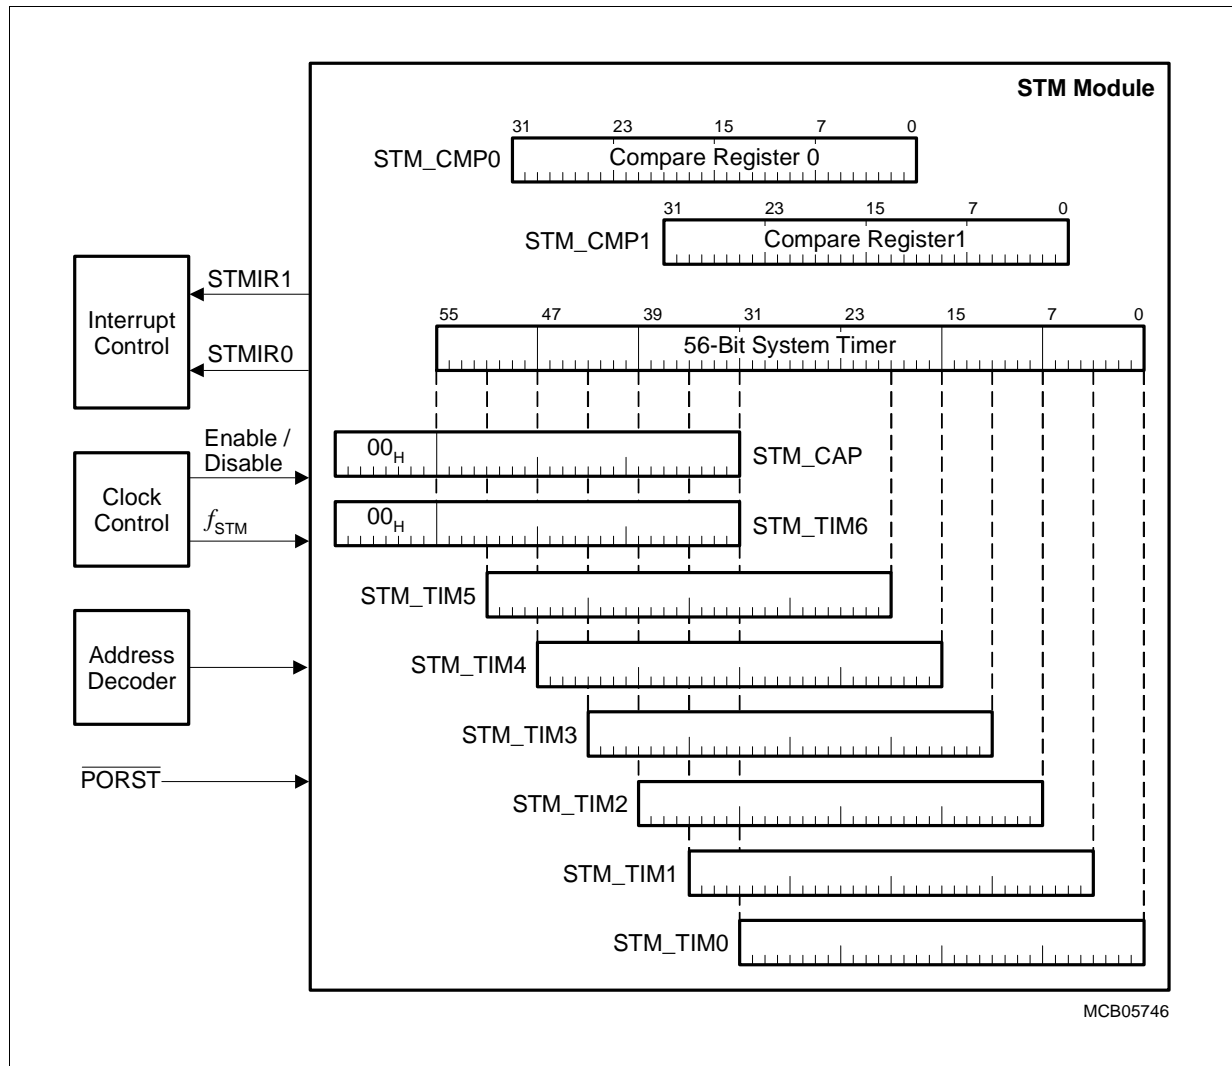 STM Module
31 23 15 7 0
STM_CMP0 Compare Register 0
31 23 15 7 0
STM_CMP1 Compare Register1
STMIR1
Interrupt
Control
STMIR0
55 47 39 31 23 15 7 0
56-Bit System Timer
Enable /
Disable
00H STM_CAP
Clock
Control
fSTM
00H STM_TIM6
STM_TIM5
Address
Decoder
STM_TIM4
STM_TIM3
PORST
STM_TIM2
STM_TIM1
STM_TIM0
MCB05746